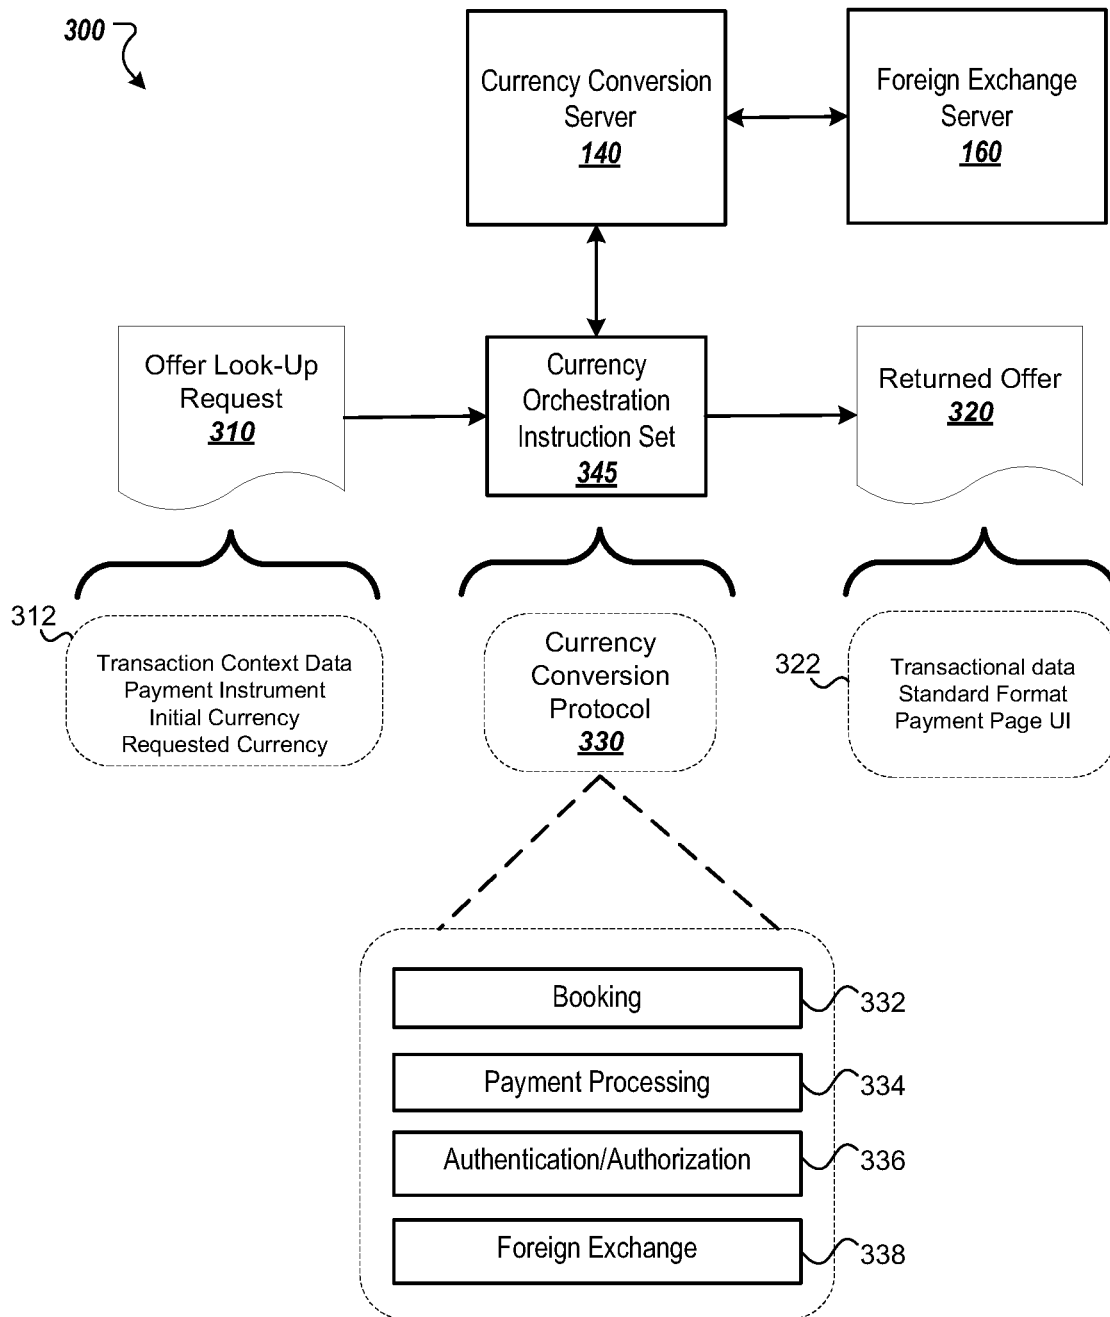 300
Currency Conversion
Server
140
Foreign Exchange
Server
160
Offer Look-Up
Request
310
Currency
Orchestration
Instruction Set
345
Returned Offer
320
312
Transaction Context Data
Payment Instrument
Initial Currency
Requested Currency
Currency
Conversion
Protocol
330
322
Transactional data
Standard Format
Payment Page UI
Booking
332
Payment Processing
334
Authentication/Authorization
336
Foreign Exchange
338